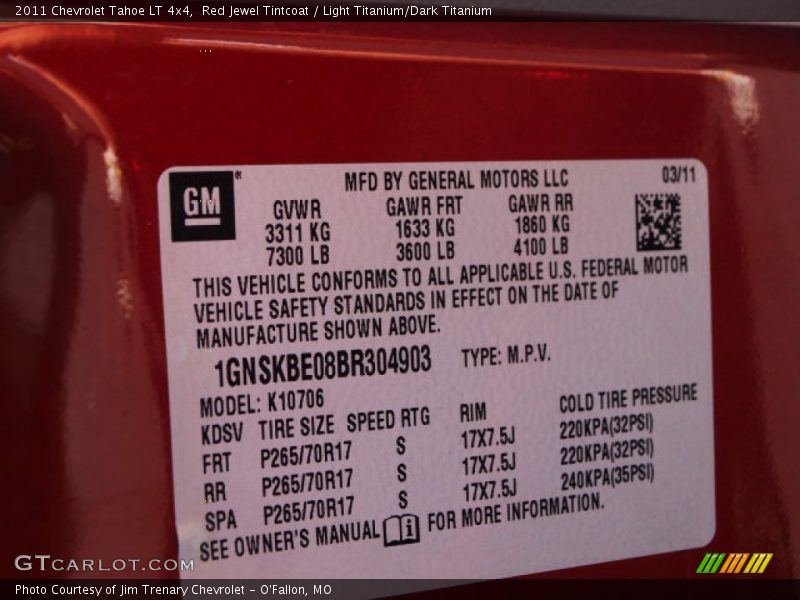 2011 Chevrolet Tahoe LT 4x4, Red Jewel Tintcoat / Light Titanium/Dark Titanium
GM® MFD BY GENERAL MOTORS LLC 03/11
GVWR GAWR FRT GAWR RR
3311 KG 1633 KG 1860 KG
7300 LB 3600 LB 4100 LB
THIS VEHICLE CONFORMS TO ALL APPLICABLE U.S. FEDERAL MOTOR
VEHICLE SAFETY STANDARDS IN EFFECT ON THE DATE OF
MANUFACTURE SHOWN ABOVE.
1GNSKBE08BR304903 TYPE: M.P.V.
MODEL: K10706
KDSV TIRE SIZE SPEED RTG RIM COLD TIRE PRESSURE
FRT P265/70R17 S 17X7.5J 220KPA(32PSI)
RR P265/70R17 S 17X7.5J 220KPA(32PSI)
SPA P265/70R17 S 17X7.5J 240KPA(35PSI)
SEE OWNER'S MANUAL FOR MORE INFORMATION.
GTCARLOT.COM
Photo Courtesy of Jim Trenary Chevrolet - O'Fallon, MO